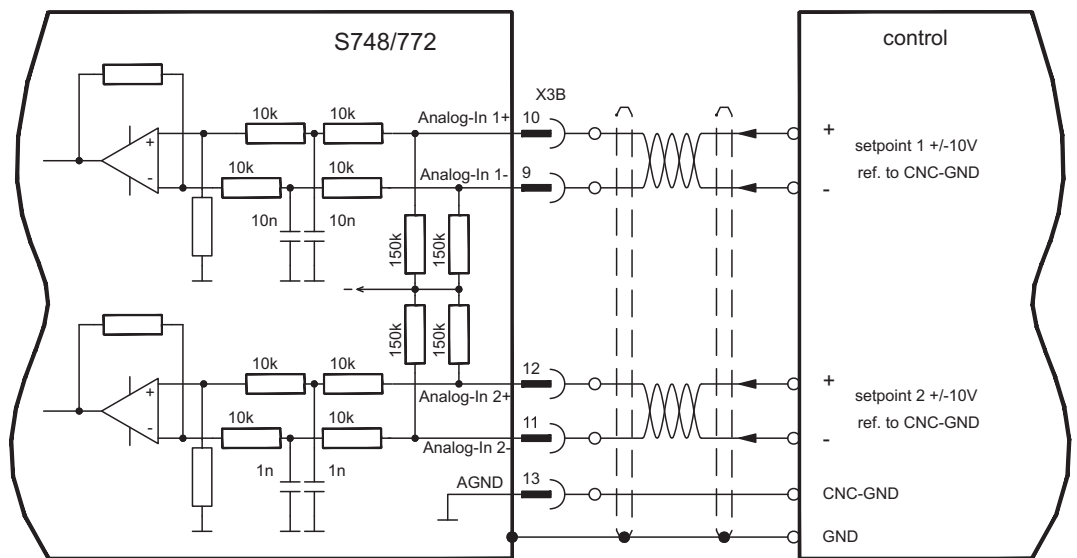 S748/772
control
X3B
10k
10k
Analog-In 1+
10
+
+
setpoint 1 +/-10V
ref. to CNC-GND
-
10k
10k
Analog-In 1-
9
-
10n
10n
150k
150k
150k
150k
10k
10k
12
Analog-In 2+
+
+
setpoint 2 +/-10V
ref. to CNC-GND
-
10k
10k
11
Analog-In 2-
-
1n
1n
AGND
13
CNC-GND
GND